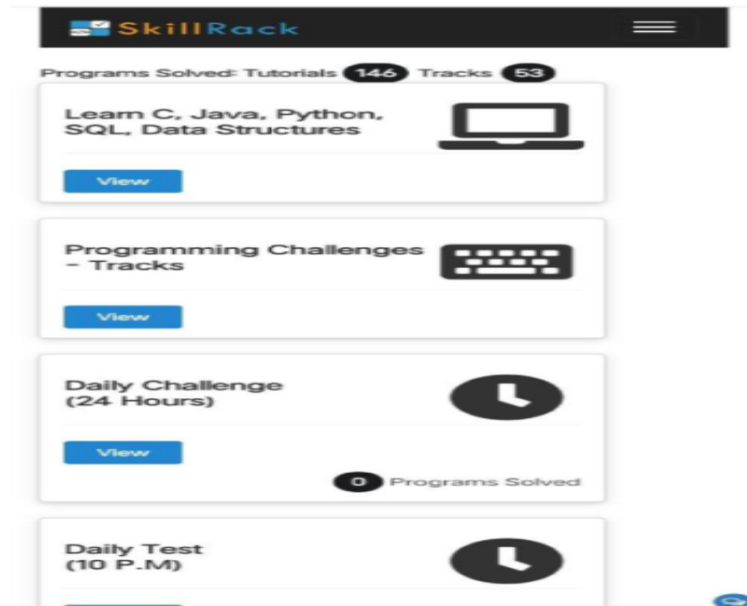 SkillRack
Programs Solved: Tutorials 146 Tracks 53
Learn C, Java, Python,
SQL, Data Structures
View
Programming Challenges
- Tracks
View
Daily Challenge
(24 Hours)
View
0 Programs Solved
Daily Test
(10 P.M)